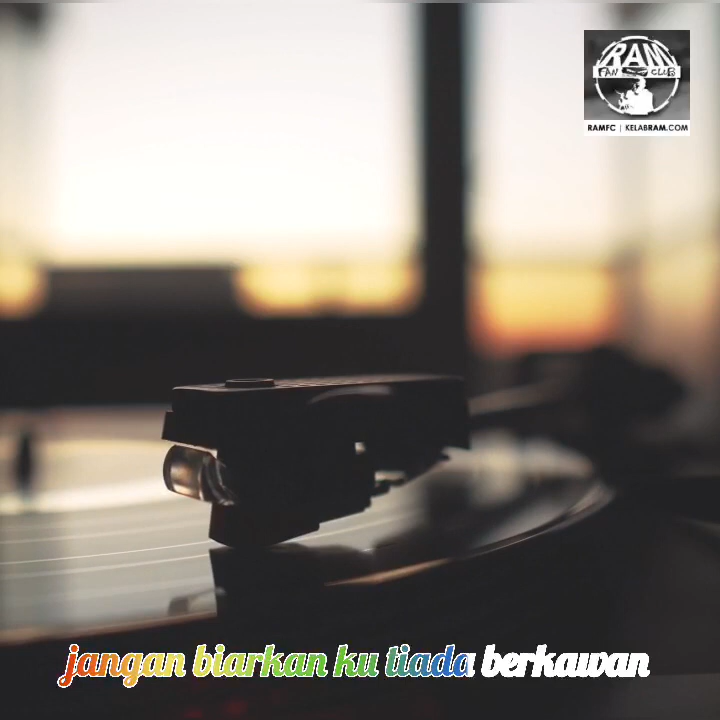 RAM
FAN CLUB
RAMFC | KELABRAM.COM
jangan biarkan ku tiada berkawan